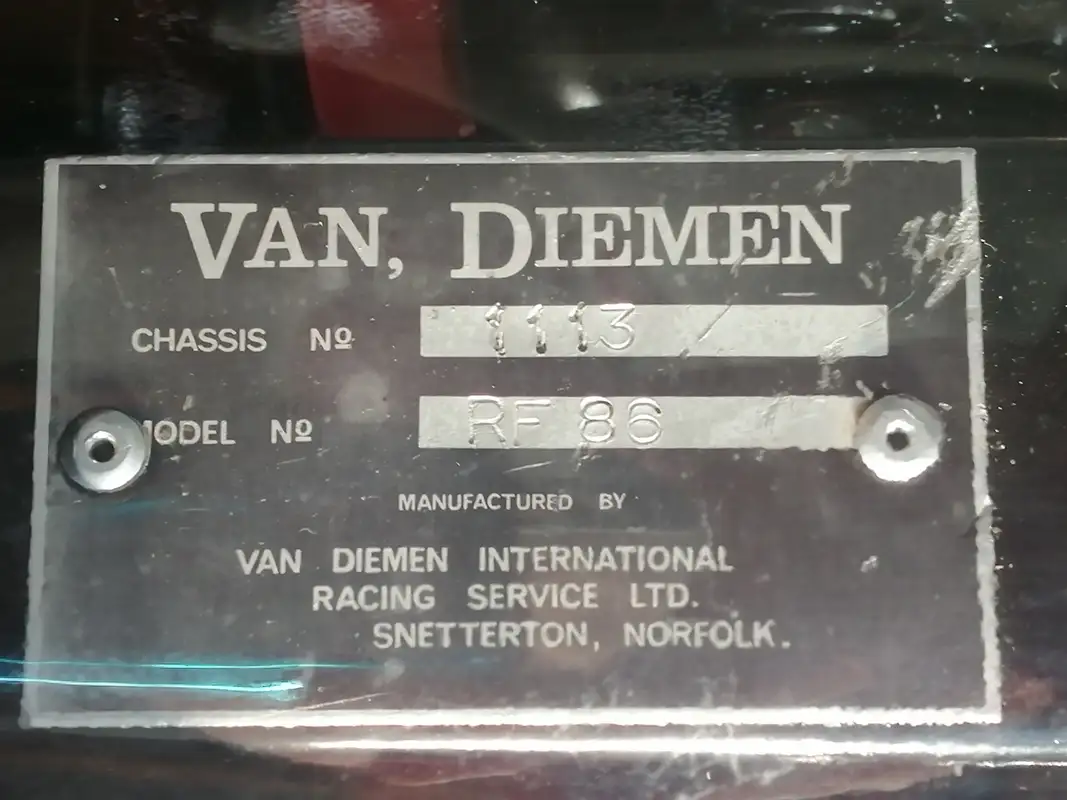 VAN, DIEMEN
CHASSIS Nº 1113
MODEL Nº RF 86
MANUFACTURED BY
VAN DIEMEN INTERNATIONAL
RACING SERVICE LTD.
SNETTERTON, NORFOLK.